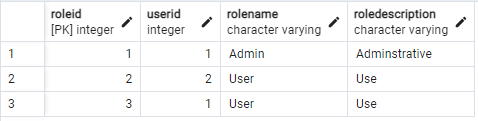 roleid userid rolename roledescription
[PK] integer integer character varying character varying
1 1 1 Admin Adminstrative
2 2 2 User Use
3 3 1 User Use